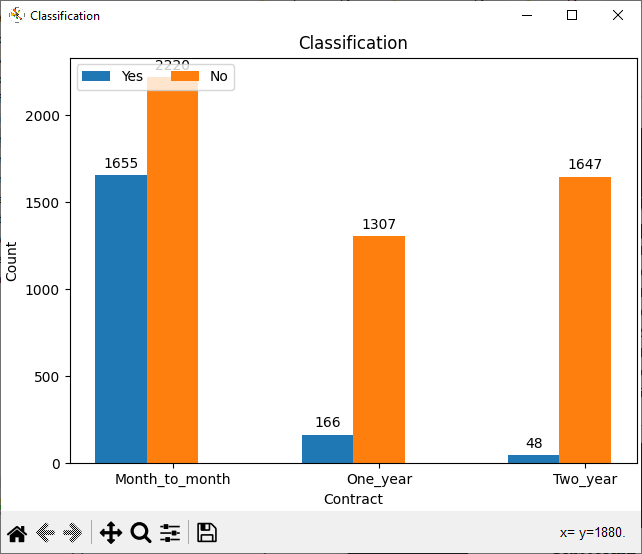 Classification
Classification
Yes No
2220
1655
1647
1307
166
48
2000
1500
1000
500
0
Count
Month_to_month One_year Two_year
Contract
x= y=1880.